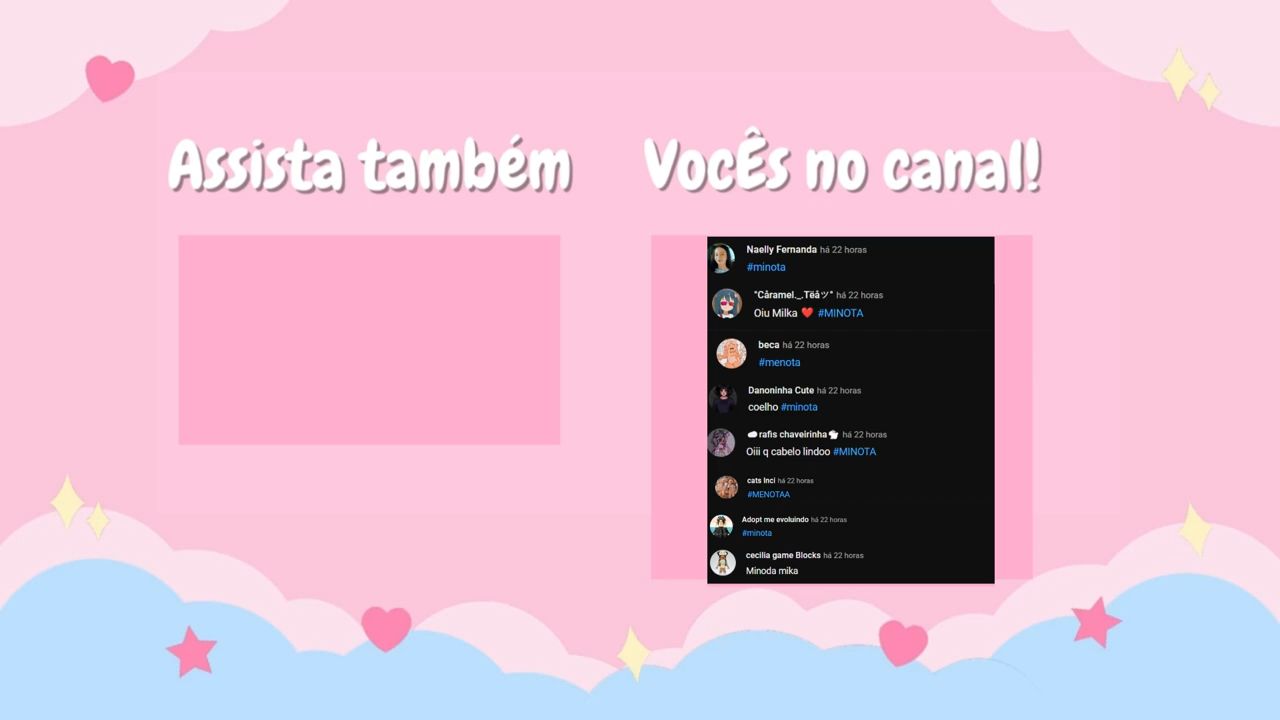 Assista também
VocÊs no canal!
Naelly Fernanda há 22 horas
#minota
"Cåramel._.Tëåツ" há 22 horas
Oiu Milka ❤️ #MINOTA
beca há 22 horas
#menota
Danoninha Cute há 22 horas
coelho #minota
☁️rafis chaveirinha🐩 há 22 horas
Oiii q cabelo lindoo #MINOTA
cats Inci há 22 horas
#MENOTAA
Adopt me evoluindo há 22 horas
#minota
cecilia game Blocks há 22 horas
Minoda mika